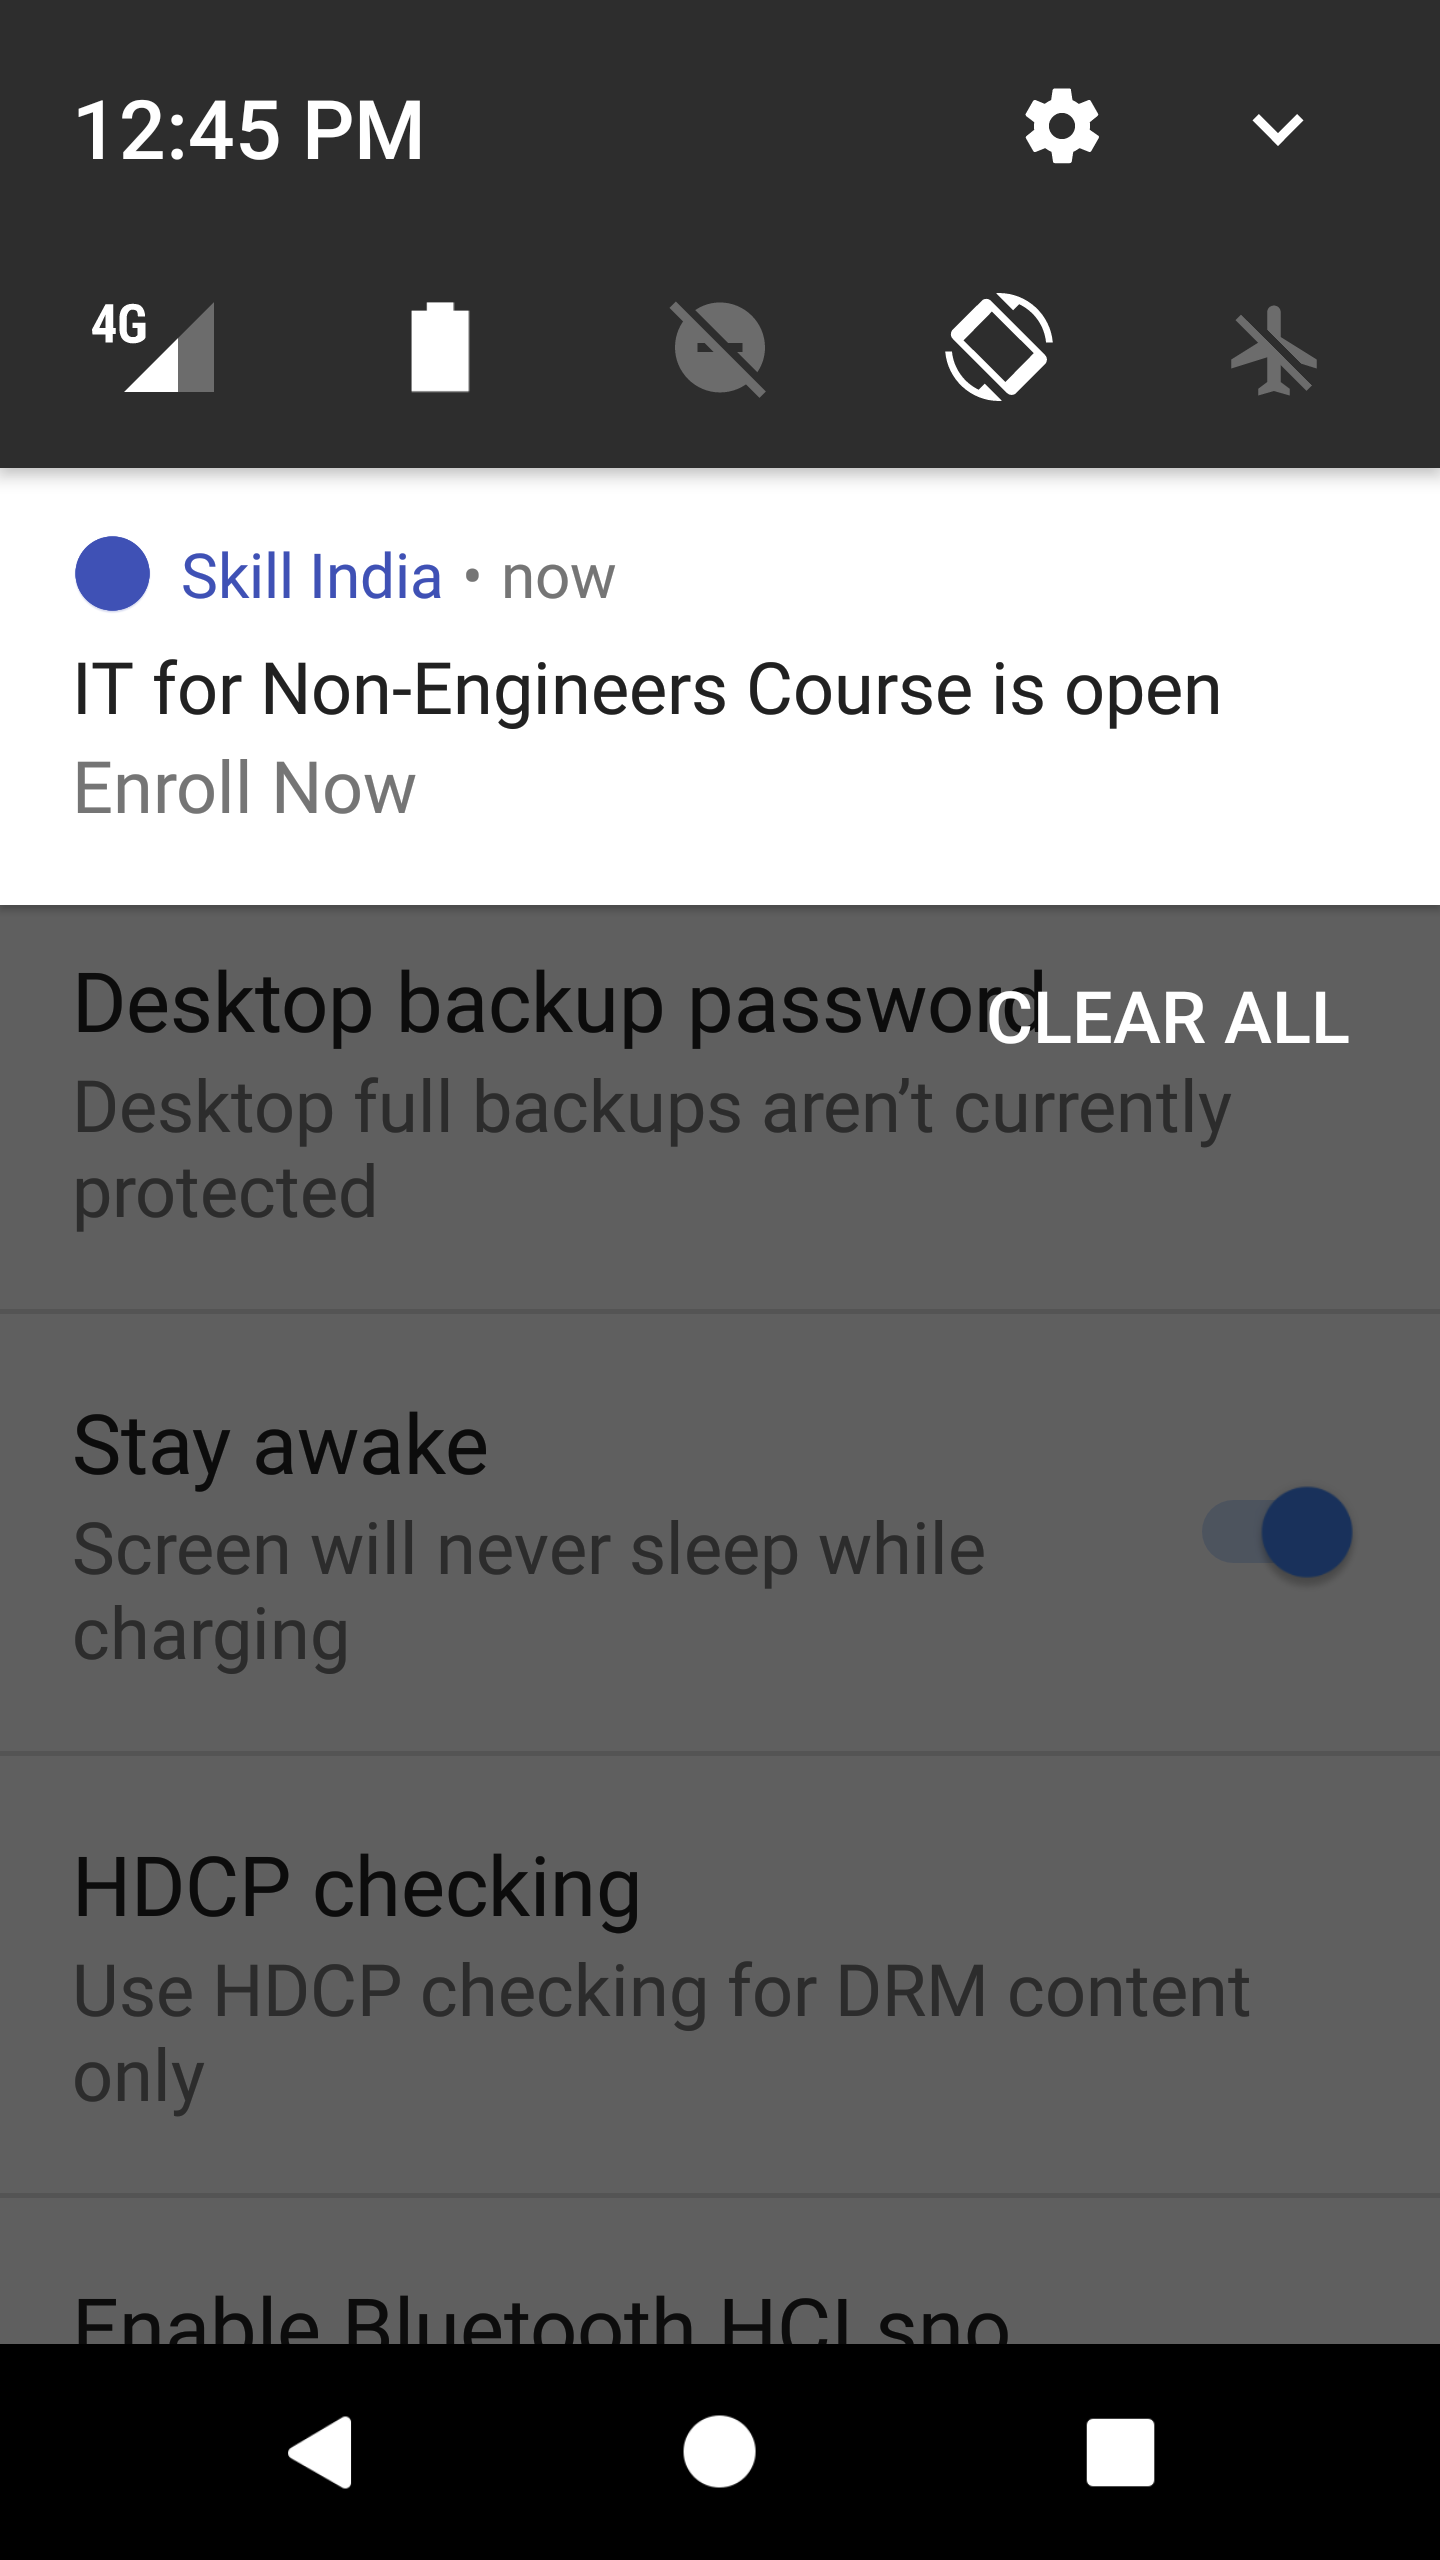 12:45 PM
4G
Skill India • now
IT for Non-Engineers Course is open
Enroll Now
Desktop backup password
CLEAR ALL
Desktop full backups aren’t currently
protected
Stay awake
Screen will never sleep while
charging
HDCP checking
Use HDCP checking for DRM content
only
Enable Bluetooth HCI sno